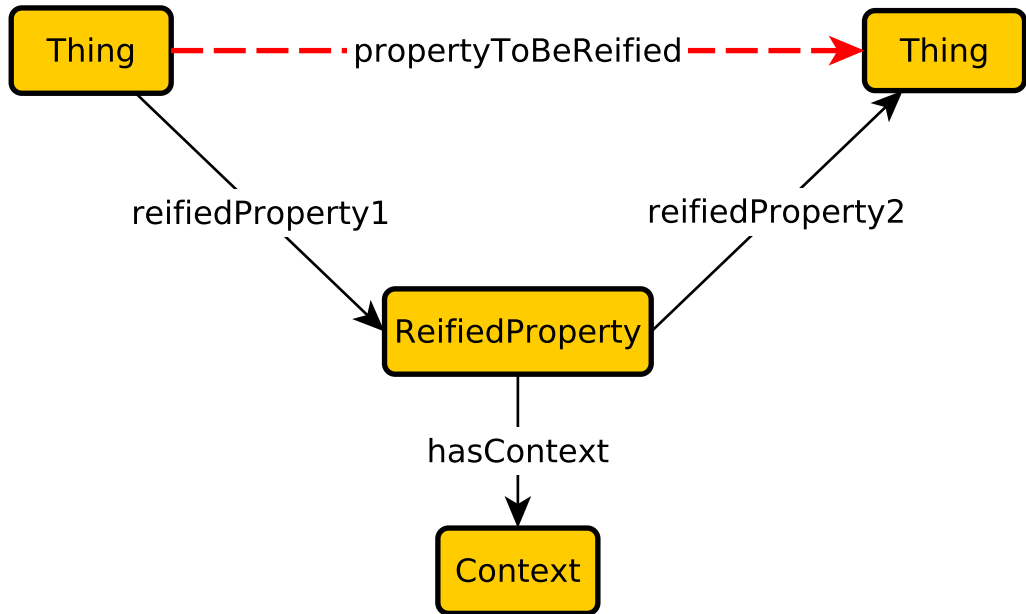 Thing
propertyToBeReified
Thing
reifiedProperty1
reifiedProperty2
ReifiedProperty
hasContext
Context